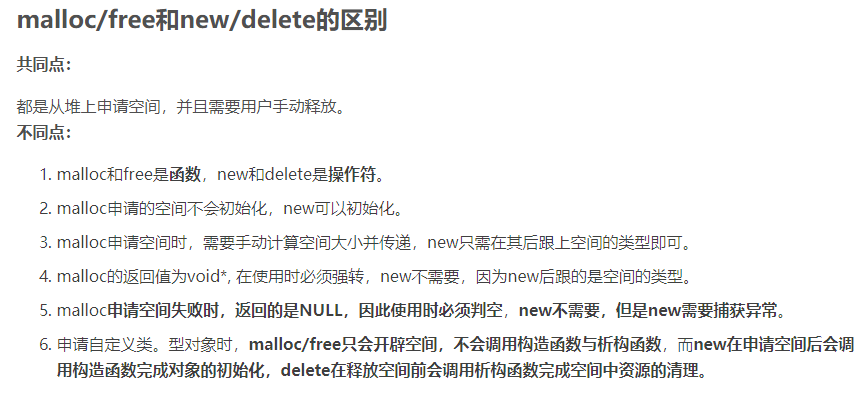 malloc/free和new/delete的区别
共同点：
都是从堆上申请空间，并且需要用户手动释放。
不同点：
1. malloc和free是函数，new和delete是操作符。
2. malloc申请的空间不会初始化，new可以初始化。
3. malloc申请空间时，需要手动计算空间大小并传递，new只需在其后跟上空间的类型即可。
4. malloc的返回值为void*, 在使用时必须强转，new不需要，因为new后跟的是空间的类型。
5. malloc申请空间失败时，返回的是NULL，因此使用时必须判空，new不需要，但是new需要捕获异常。
6. 申请自定义类。型对象时，malloc/free只会开辟空间，不会调用构造函数与析构函数，而new在申请空间后会调
用构造函数完成对象的初始化，delete在释放空间前会调用析构函数完成空间中资源的清理。